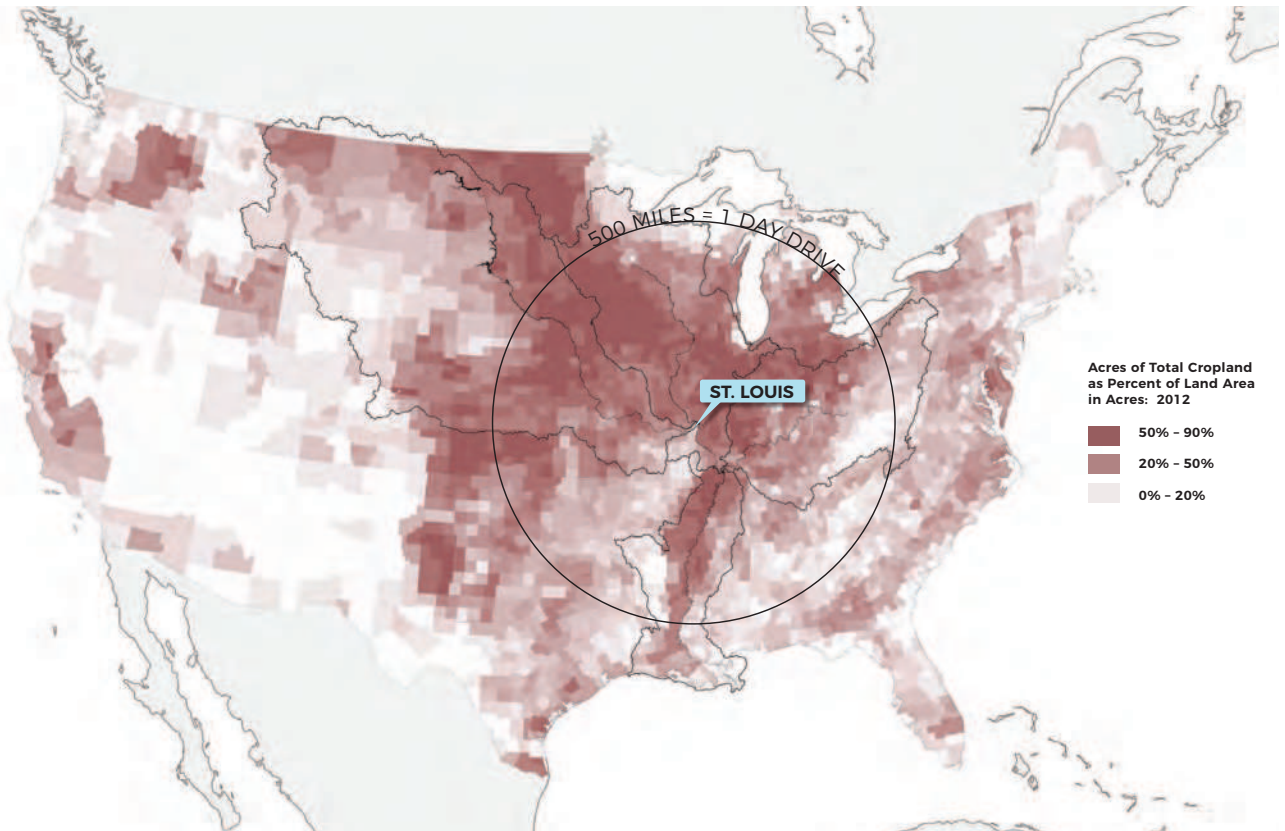 500 MILES = 1 DAY DRIVE
ST. LOUIS
Acres of Total Cropland
as Percent of Land Area
in Acres: 2012
50% – 90%
20% – 50%
0% – 20%